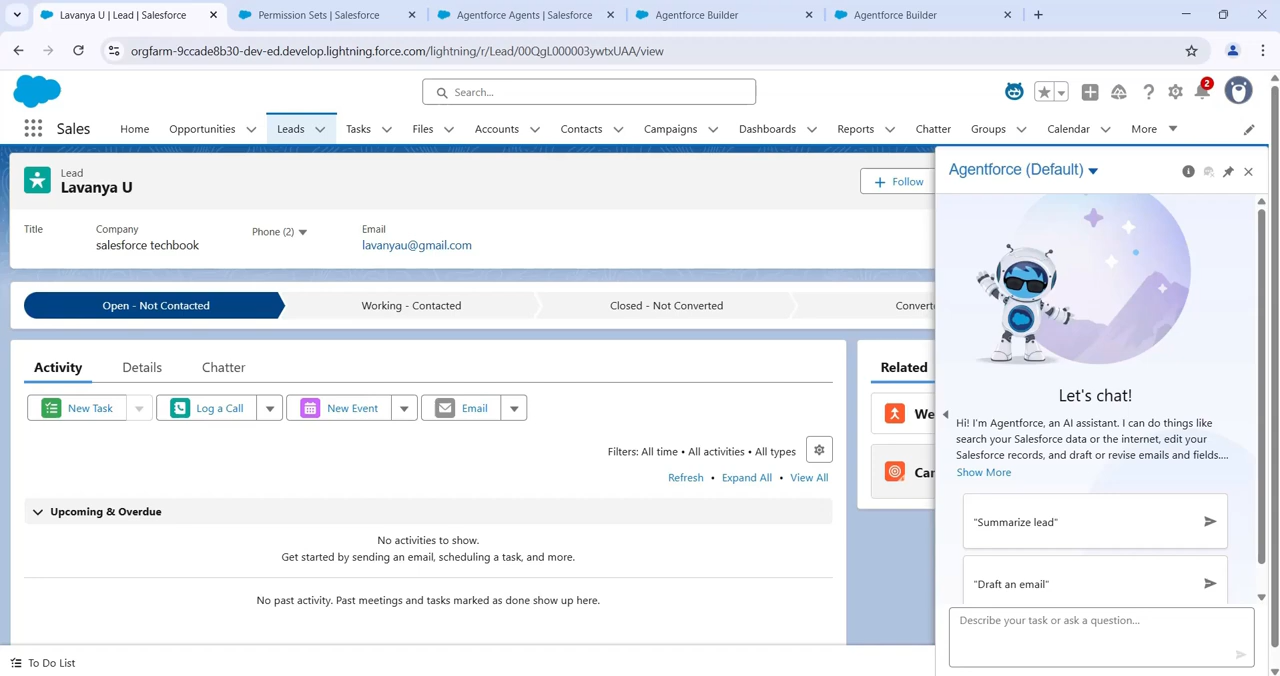 Lavanya U | Lead | Salesforce
Permission Sets | Salesforce
Agentforce Agents | Salesforce
Agentforce Builder
Agentforce Builder
orgfarm-9ccade8b30-dev-ed.develop.lightning.force.com/lightning/r/Lead/00QgL000003ywtxUAA/view
Search...
2
Sales
Home
Opportunities
Leads
Tasks
Files
Accounts
Contacts
Campaigns
Dashboards
Reports
Chatter
Groups
Calendar
More
Lead
Lavanya U
Follow
Title
Company
salesforce techbook
Phone (2)
Email
lavanyau@gmail.com
Open - Not Contacted
Working - Contacted
Closed - Not Converted
Convert
Activity
Details
Chatter
New Task
Log a Call
New Event
Email
Filters: All time • All activities • All types
Refresh • Expand All • View All
Upcoming & Overdue
No activities to show.
Get started by sending an email, scheduling a task, and more.
No past activity. Past meetings and tasks marked as done show up here.
Related
We
Car
To Do List
Agentforce (Default)
Let's chat!
Hi! I'm Agentforce, an AI assistant. I can do things like
search your Salesforce data or the internet, edit your
Salesforce records, and draft or revise emails and fields....
Show More
"Summarize lead"
"Draft an email"
Describe your task or ask a question...